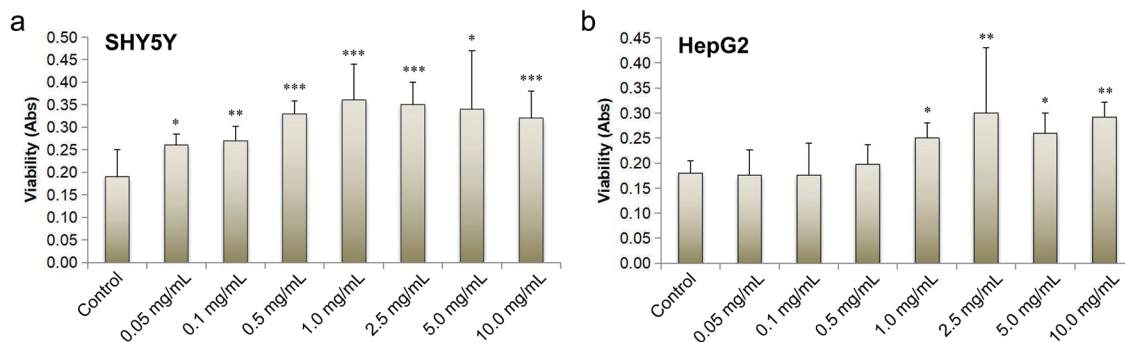 a
SHY5Y
Viability (Abs)
0.50
0.45
0.40
0.35
0.30
0.25
0.20
0.15
0.10
0.05
0.00
*
**
***
***
***
*
***
Control
0.05 mg/mL
0.1 mg/mL
0.5 mg/mL
1.0 mg/mL
2.5 mg/mL
5.0 mg/mL
10.0 mg/mL
b
HepG2
Viability (Abs)
0.45
0.40
0.35
0.30
0.25
0.20
0.15
0.10
0.05
0.00
*
**
*
**
Control
0.05 mg/mL
0.1 mg/mL
0.5 mg/mL
1.0 mg/mL
2.5 mg/mL
5.0 mg/mL
10.0 mg/mL